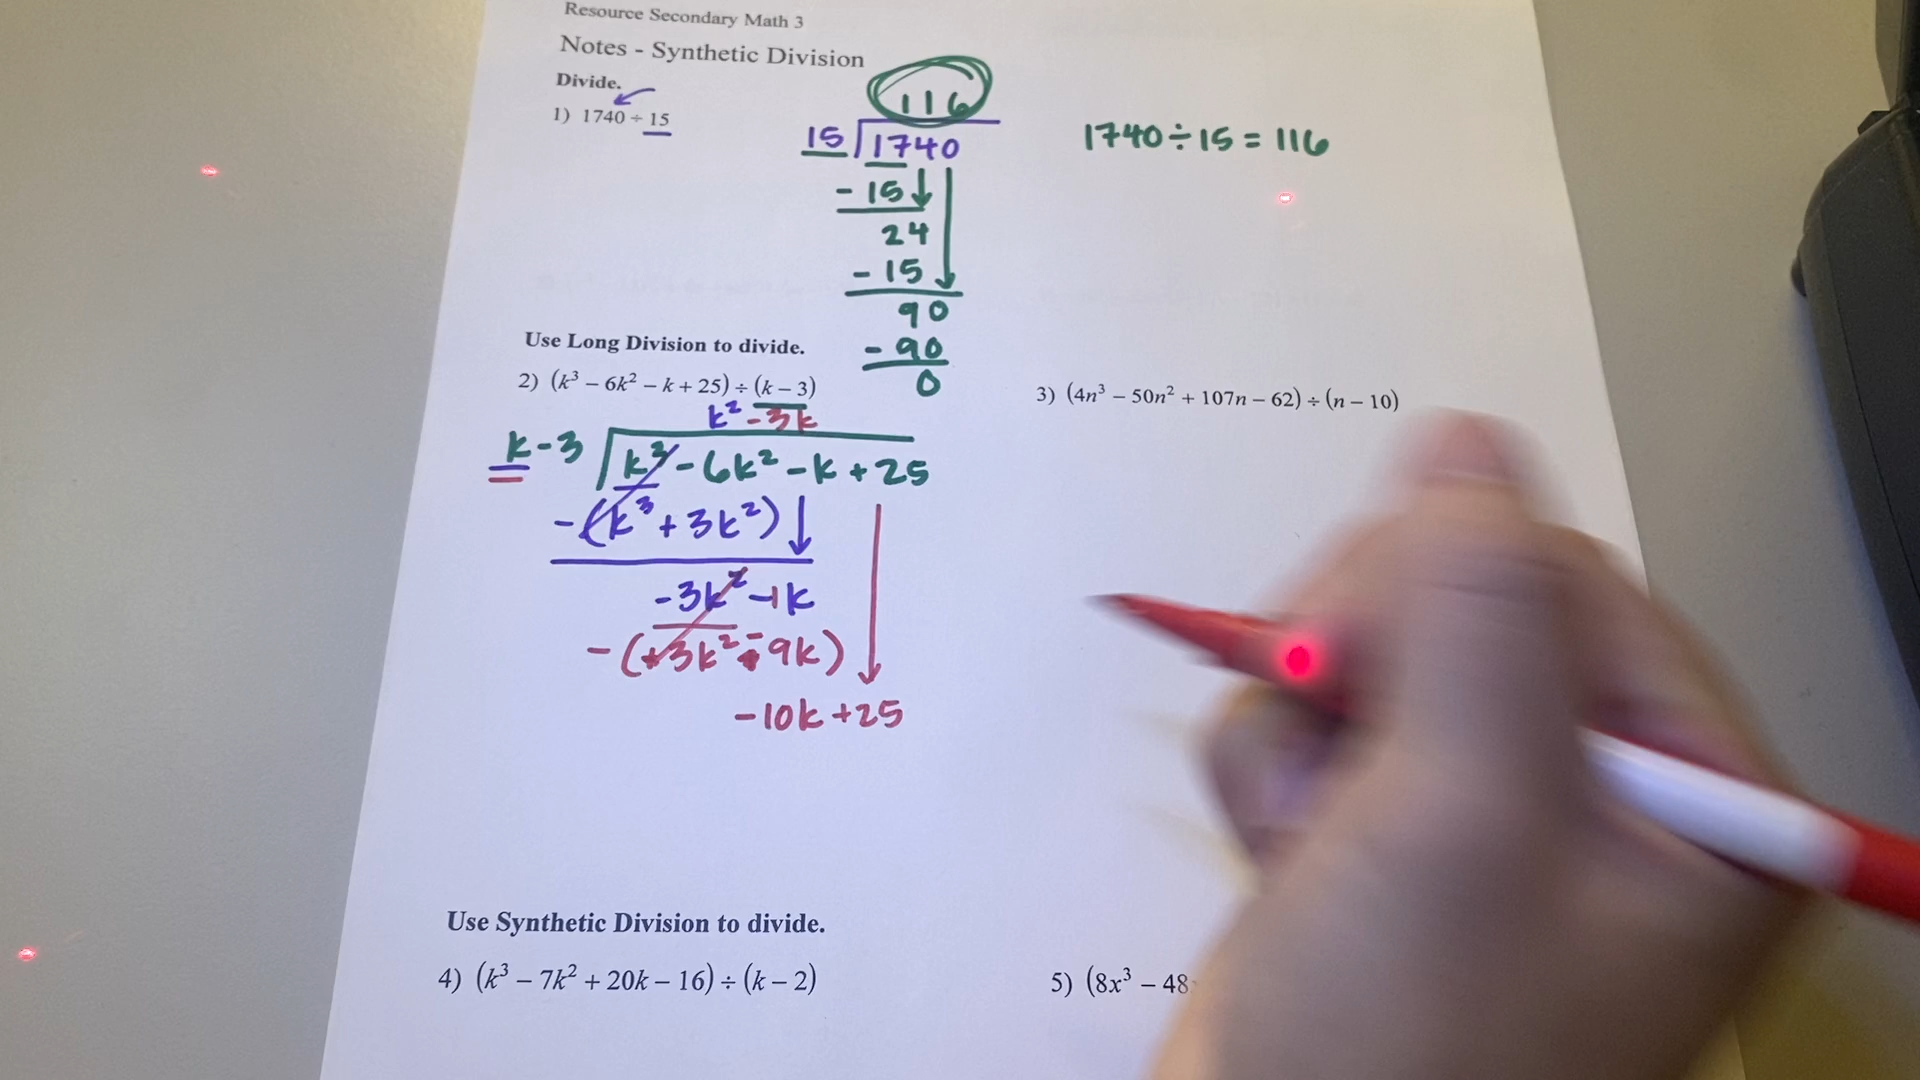 Resource Secondary Math 3
Notes - Synthetic Division
Divide.
1) 1740 ÷ 15
116
15 1740
- 15
24
- 15
90
- 90
0
1740 ÷ 15 = 116
Use Long Division to divide.
2) (k³ – 6k² – k + 25) ÷ (k – 3)
k² - 3k
k - 3 k³ - 6k² - k + 25
- (k³ + 3k²)
- 3k² - 1k
- (+3k² - 9k)
- 10k + 25
3) (4n³ – 50n² + 107n – 62) ÷ (n – 10)
Use Synthetic Division to divide.
4) (k³ – 7k² + 20k – 16) ÷ (k – 2)
5) (8x³ – 48